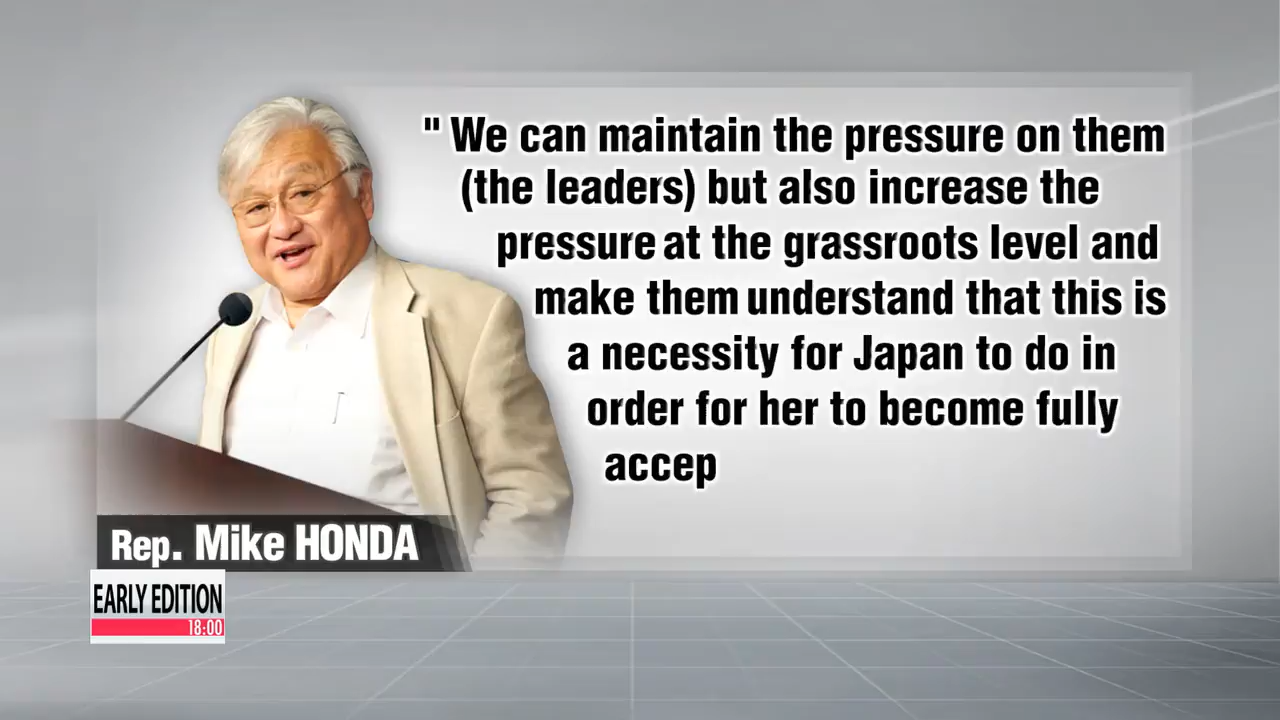 " We can maintain the pressure on them
(the leaders) but also increase the
pressure at the grassroots level and
make them understand that this is
a necessity for Japan to do in
order for her to become fully
accep
Rep. Mike HONDA
EARLY EDITION
18:00